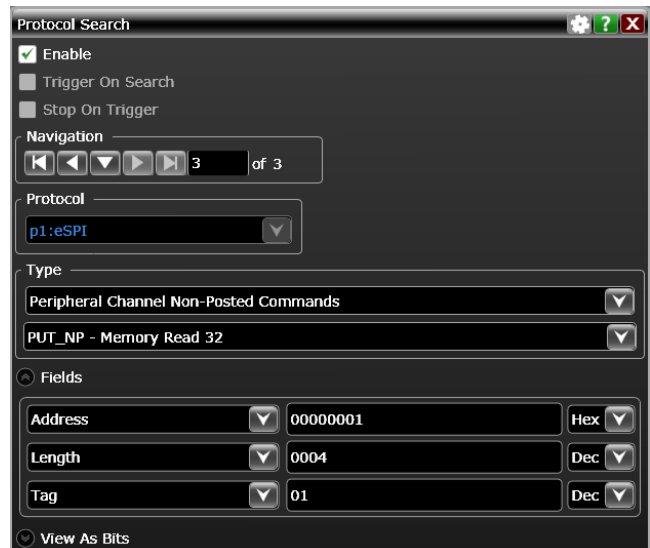 Protocol Search ? X
Enable
Trigger On Search
Stop On Trigger
Navigation
3 of 3
Protocol
p1:eSPI
Type
Peripheral Channel Non-Posted Commands
PUT_NP - Memory Read 32
Fields
Address 00000001 Hex
Length 0004 Dec
Tag 01 Dec
View As Bits